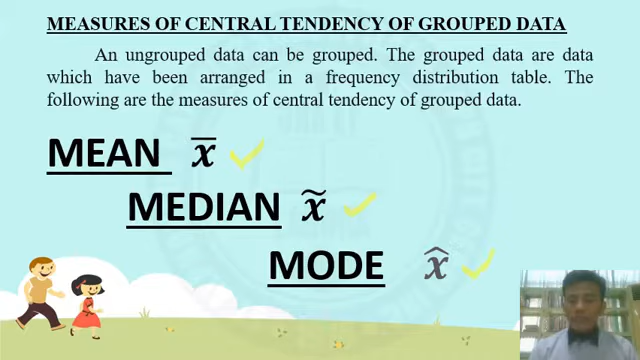 MEASURES OF CENTRAL TENDENCY OF GROUPED DATA
An ungrouped data can be grouped. The grouped data are data
which have been arranged in a frequency distribution table. The
following are the measures of central tendency of grouped data.
MEAN x̅
MEDIAN x̃
MODE x̂